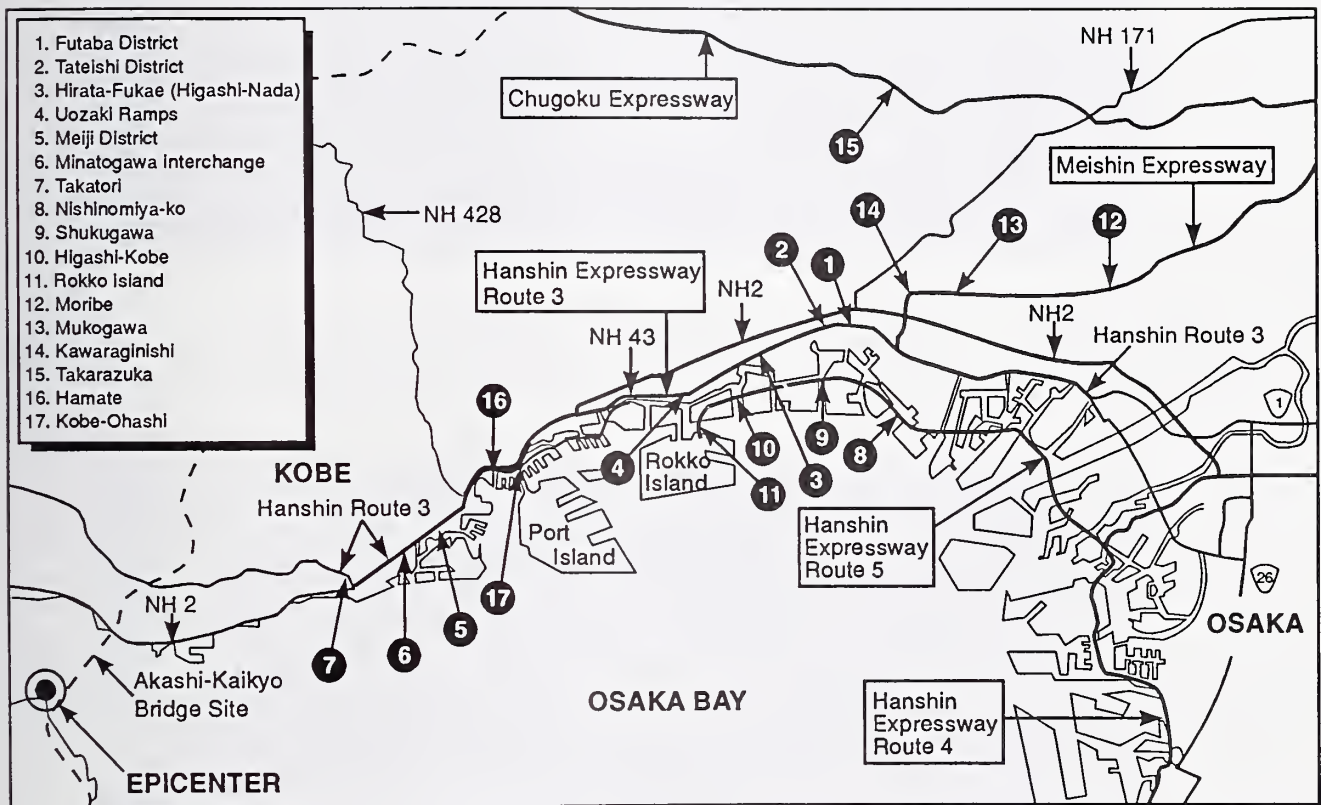 1. Futaba District
2. Tateishi District
3. Hirata-Fukae (Higashi-Nada)
4. Uozaki Ramps
5. Meiji District
6. Minatogawa interchange
7. Takatori
8. Nishinomiya-ko
9. Shukugawa
10. Higashi-Kobe
11. Rokko Island
12. Moribe
13. Mukogawa
14. Kawaraginishi
15. Takarazuka
16. Hamate
17. Kobe-Ohashi
NH 171
Chugoku Expressway
15
Meishin Expressway
NH 428
14
13
12
2
1
Hanshin Expressway
Route 3
NH2
NH 43
NH2
Hanshin Route 3
1
16
KOBE
Hanshin Route 3
4
Rokko
Island
10
11
9
3
8
Port
Island
Hanshin
Expressway
Route 5
26
OSAKA
NH 2
17
5
6
7
Akashi-Kaikyo
Bridge Site
OSAKA BAY
Hanshin
Expressway
Route 4
EPICENTER